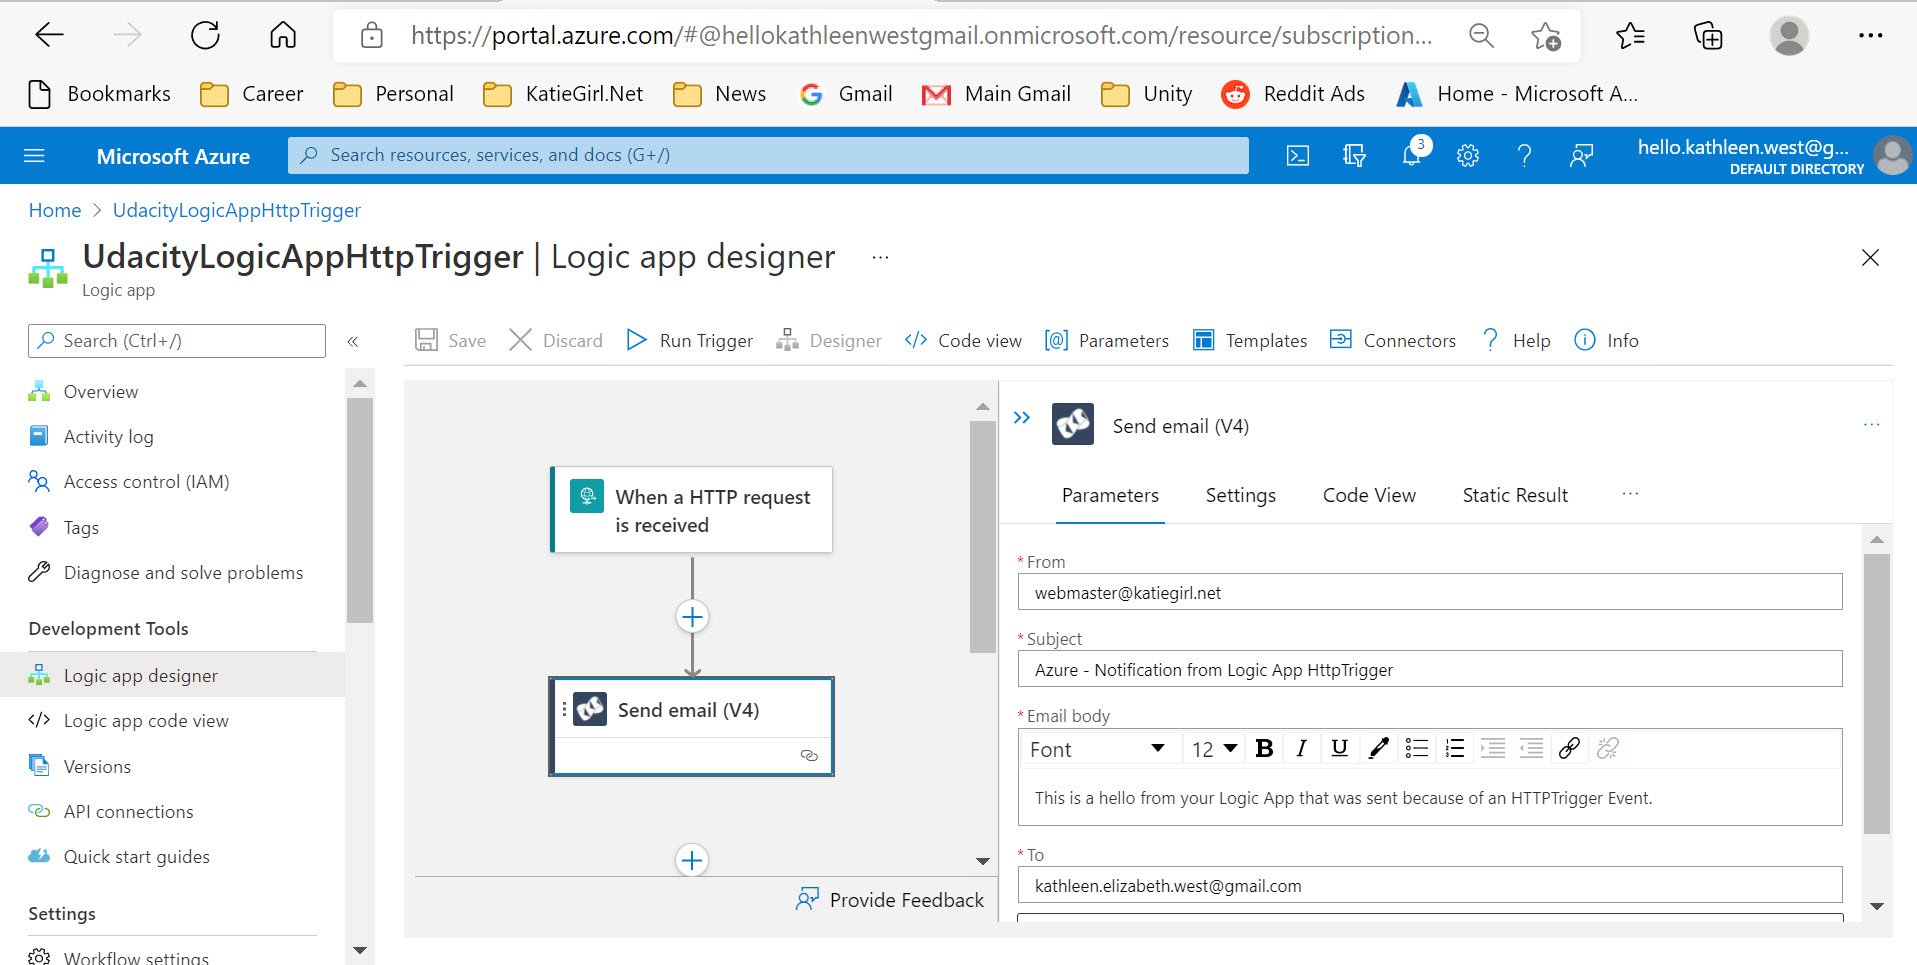 https://portal.azure.com/#@hellokathleenwestgmail.onmicrosoft.com/resource/subscription...
Bookmarks Career Personal KatieGirl.Net News Gmail Main Gmail Unity Reddit Ads Home - Microsoft A...
Microsoft Azure
Search resources, services, and docs (G+/)
3
hello.kathleen.west@g...
DEFAULT DIRECTORY
Home > UdacityLogicAppHttpTrigger
UdacityLogicAppHttpTrigger | Logic app designer ...
Logic app
Search (Ctrl+/)
«
Overview
Activity log
Access control (IAM)
Tags
Diagnose and solve problems
Development Tools
Logic app designer
Logic app code view
Versions
API connections
Quick start guides
Settings
Workflow settings
Save Discard Run Trigger Designer Code view Parameters Templates Connectors Help Info
When a HTTP request
is received
Send email (V4)
Provide Feedback
Send email (V4)
...
Parameters Settings Code View Static Result ...
* From
webmaster@katiegirl.net
* Subject
Azure - Notification from Logic App HttpTrigger
* Email body
Font 12 B I U
This is a hello from your Logic App that was sent because of an HTTPTrigger Event.
* To
kathleen.elizabeth.west@gmail.com